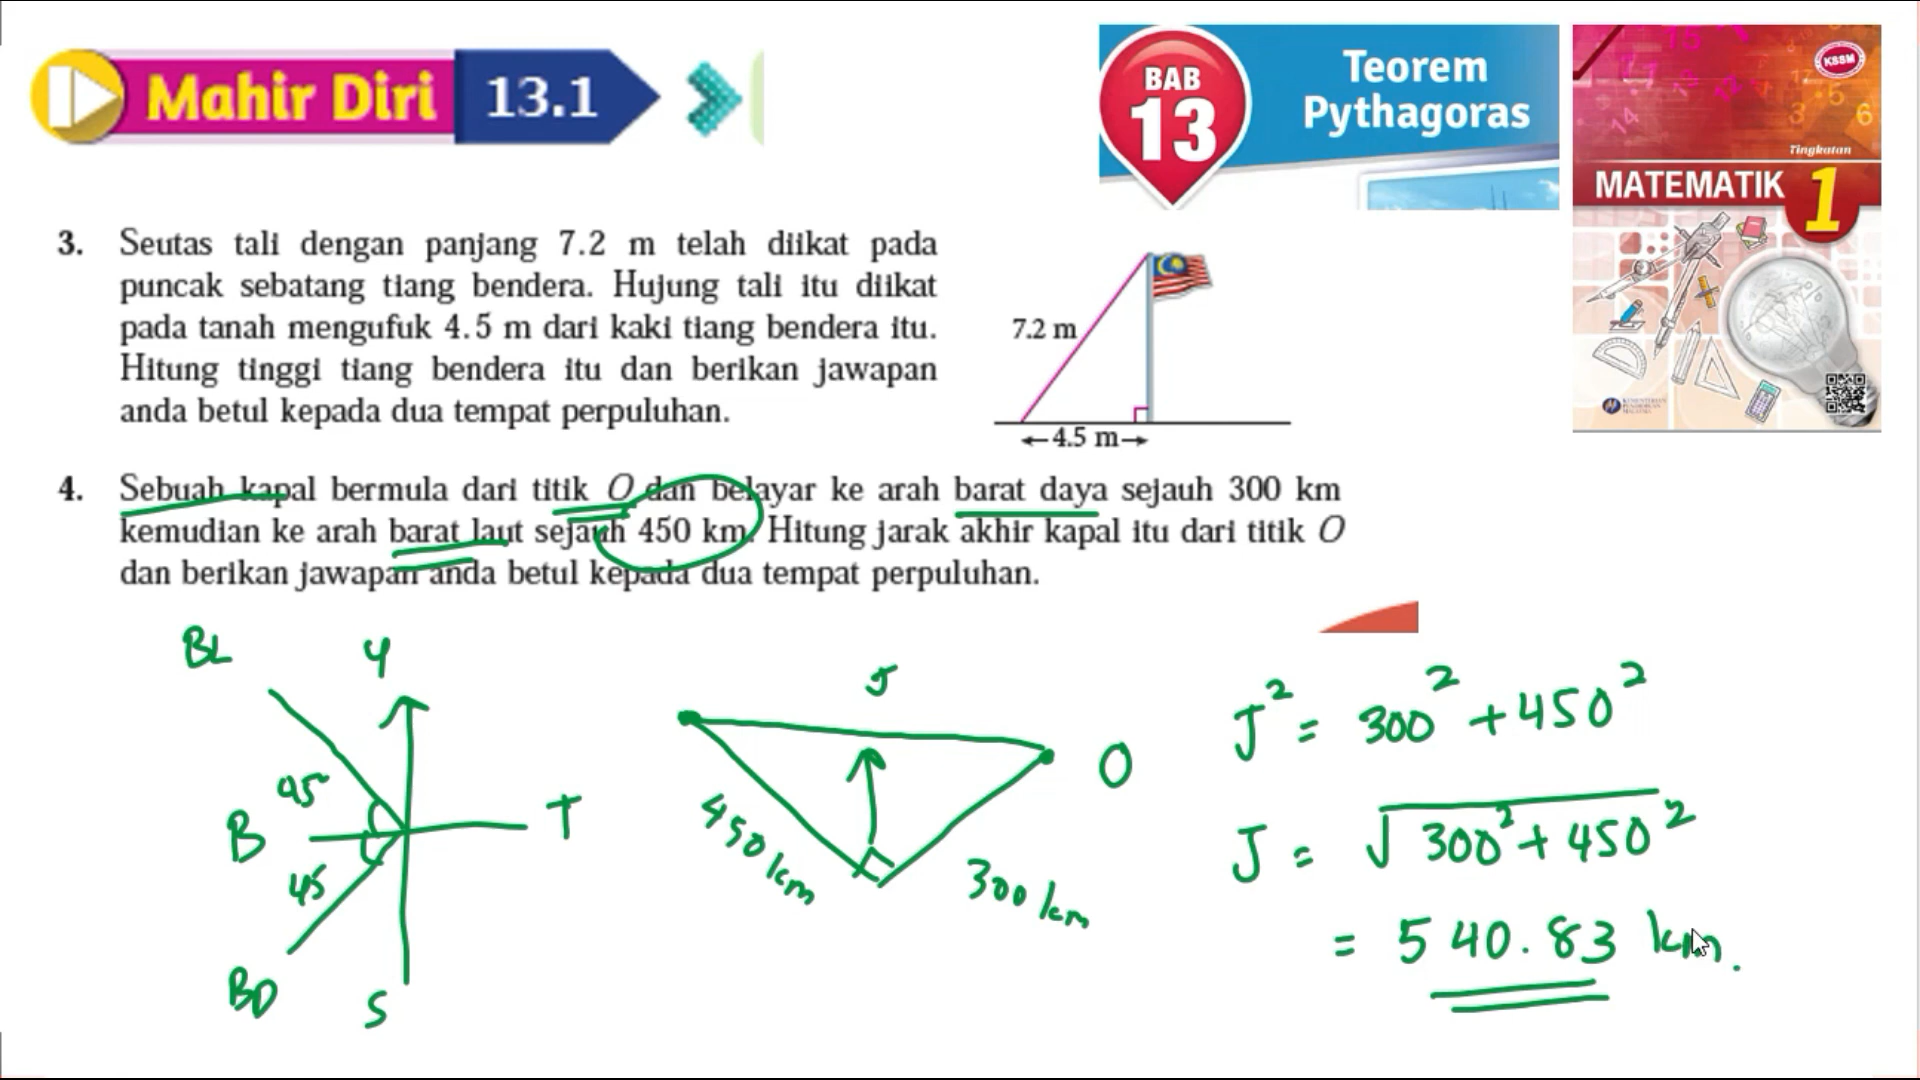 Mahir Diri 13.1
BAB
13
Teorem
Pythagoras
KSSM
Tingkatan
MATEMATIK 1
3. Seutas tali dengan panjang 7.2 m telah diikat pada
puncak sebatang tiang bendera. Hujung tali itu diikat
pada tanah mengufuk 4.5 m dari kaki tiang bendera itu.
Hitung tinggi tiang bendera itu dan berikan jawapan
anda betul kepada dua tempat perpuluhan.
7.2 m
4.5 m
4. Sebuah kapal bermula dari titik O dan belayar ke arah barat daya sejauh 300 km
kemudian ke arah barat laut sejauh 450 km. Hitung jarak akhir kapal itu dari titik O
dan berikan jawapan anda betul kepada dua tempat perpuluhan.
BL
U
45
B
T
45
BD
S
J
O
450 km
300 km
J² = 300² + 450²
J = √300² + 450²
= 540.83 km.